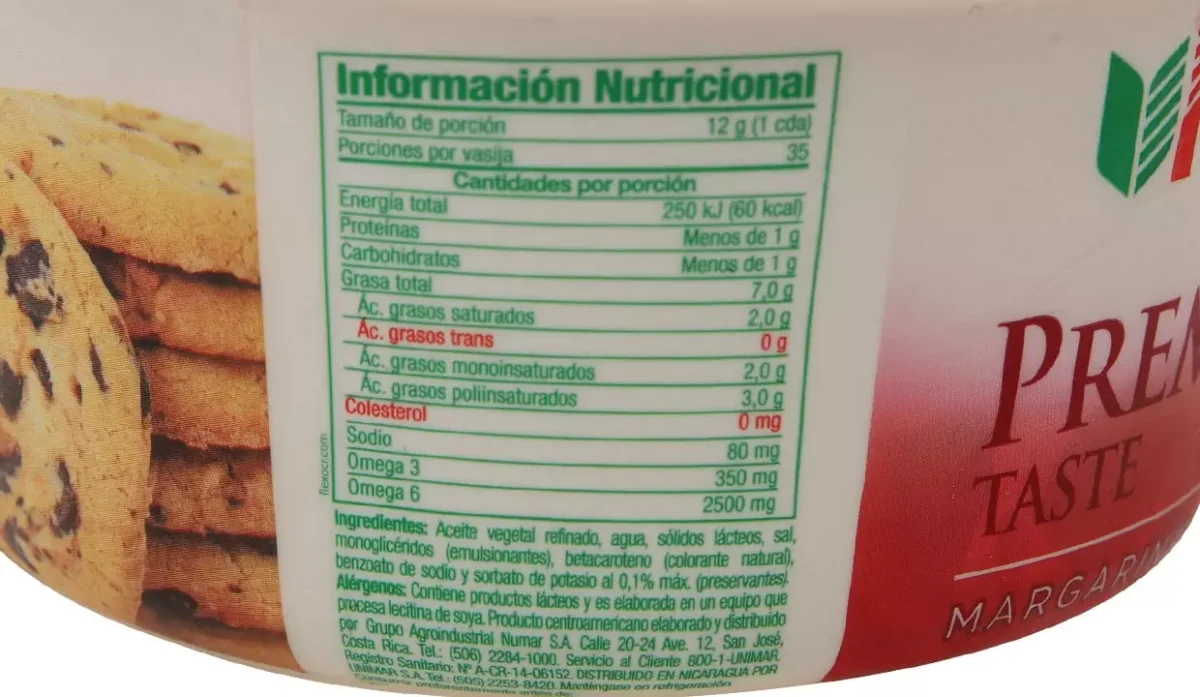 Información Nutricional
Tamaño de porción 12 g (1 cda)
Porciones por vasija 35
Cantidades por porción
Energía total 250 kJ (60 kcal)
Proteínas Menos de 1 g
Carbohidratos Menos de 1 g
Grasa total 7,0 g
Ác. grasos saturados 2,0 g
Ác. grasos trans 0 g
Ác. grasos monoinsaturados 2,0 g
Ác. grasos poliinsaturados 3,0 g
Colesterol 0 mg
Sodio 80 mg
Omega 3 350 mg
Omega 6 2500 mg
flexocr.com
Ingredientes: Aceite vegetal refinado, agua, sólidos lácteos, sal,
monoglicéridos (emulsionantes), betacaroteno (colorante natural),
benzoato de sodio y sorbato de potasio al 0,1% máx. (preservantes).
Alérgenos: Contiene productos lácteos y es elaborada en un equipo que
procesa lecitina de soya. Producto centroamericano elaborado y distribuido
por Grupo Agroindustrial Numar S.A. Calle 20-24 Ave. 12, San José,
Costa Rica. Tel.: (506) 2284-1000. Servicio al Cliente 800-1-UNIMAR.
Registro Sanitario: Nº A-CR-14-06152. DISTRIBUIDO EN NICARAGUA POR
UNIMAR S.A. Tel.: (505) 2253-8420. Manténgase en refrigeración
TASTE